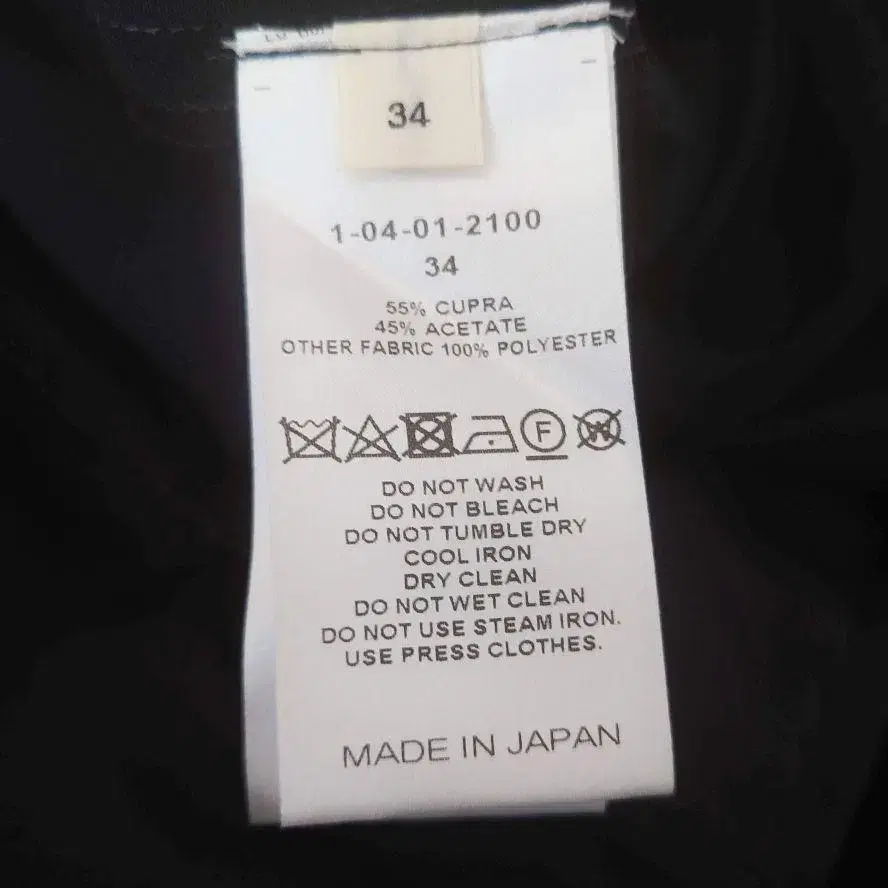 34
1-04-01-2100
34
55% CUPRA
45% ACETATE
OTHER FABRIC 100% POLYESTER
F
W
DO NOT WASH
DO NOT BLEACH
DO NOT TUMBLE DRY
COOL IRON
DRY CLEAN
DO NOT WET CLEAN
DO NOT USE STEAM IRON.
USE PRESS CLOTHES.
MADE IN JAPAN